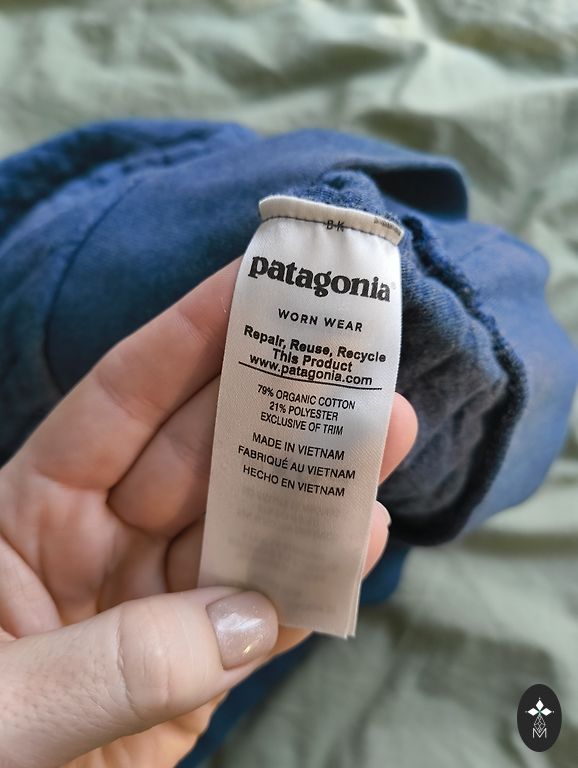 patagonia®
WORN WEAR
Repair, Reuse, Recycle
This Product
www.patagonia.com
79% ORGANIC COTTON
21% POLYESTER
EXCLUSIVE OF TRIM
MADE IN VIETNAM
FABRIQUÉ AU VIETNAM
HECHO EN VIETNAM
M